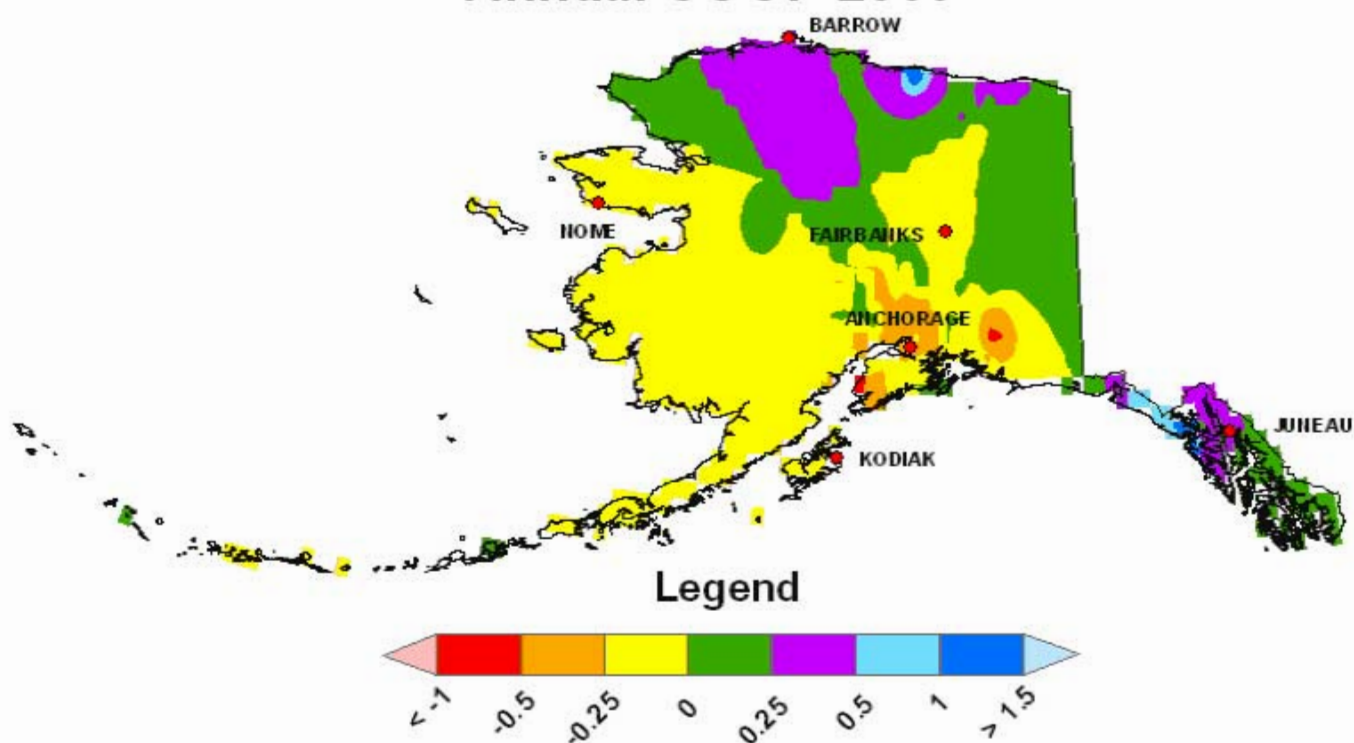 BARROW
NOME
FAIRBANKS
ANCHORAGE
JUNEAU
KODIAK
Legend
< -1
-0.5
-0.25
0
0.25
0.5
1
> 1.5